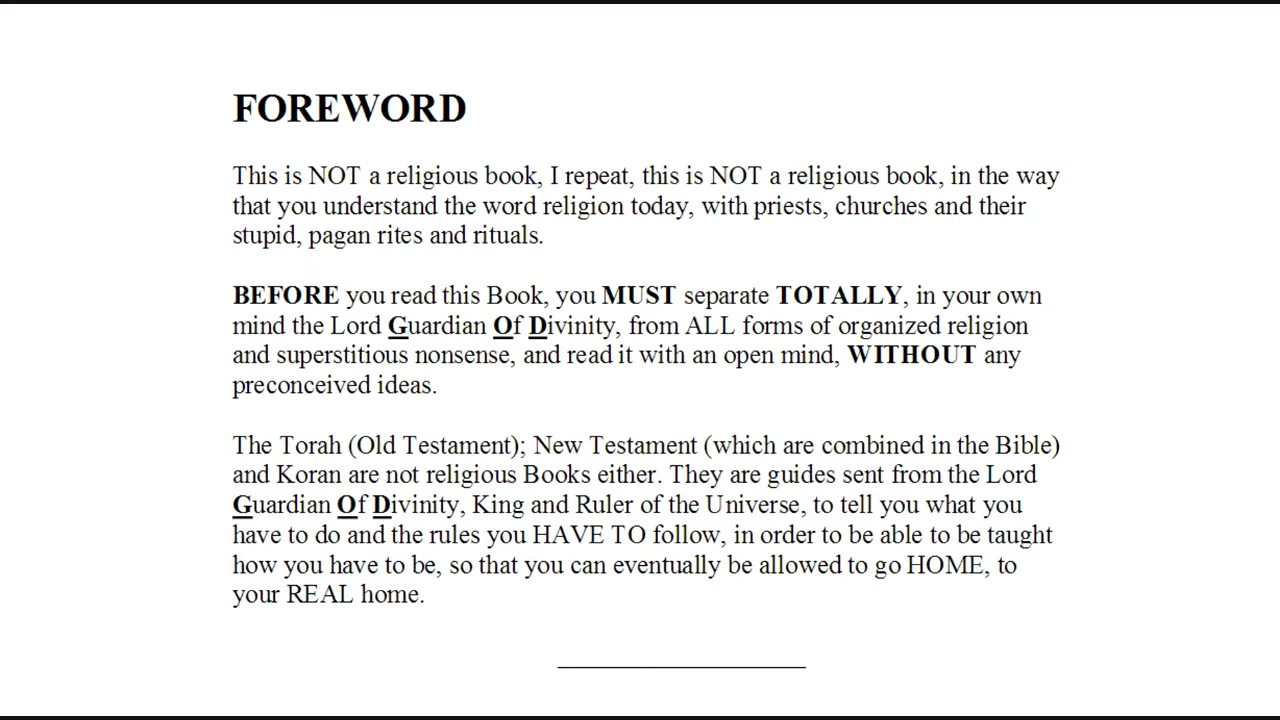 FOREWORD
This is NOT a religious book, I repeat, this is NOT a religious book, in the way
that you understand the word religion today, with priests, churches and their
stupid, pagan rites and rituals.
BEFORE you read this Book, you MUST separate TOTALLY, in your own
mind the Lord Guardian Of Divinity, from ALL forms of organized religion
and superstitious nonsense, and read it with an open mind, WITHOUT any
preconceived ideas.
The Torah (Old Testament); New Testament (which are combined in the Bible)
and Koran are not religious Books either. They are guides sent from the Lord
Guardian Of Divinity, King and Ruler of the Universe, to tell you what you
have to do and the rules you HAVE TO follow, in order to be able to be taught
how you have to be, so that you can eventually be allowed to go HOME, to
your REAL home.